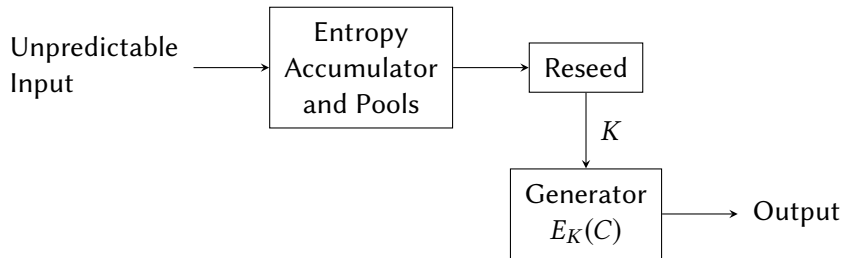 Unpredictable
Input
Entropy
Accumulator
and Pools
Reseed
K
Generator
E_K(C)
Output